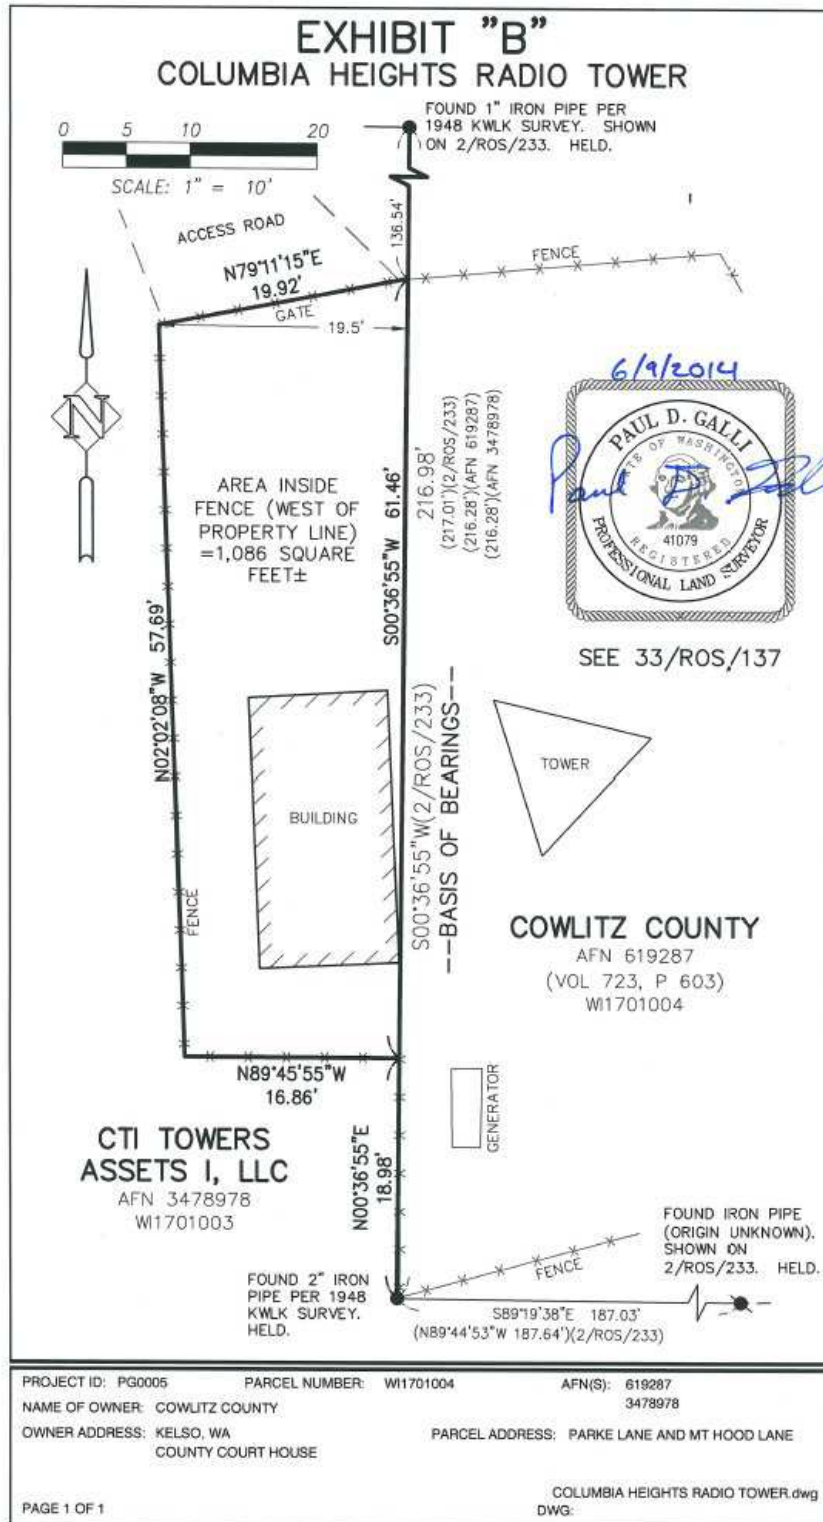 EXHIBIT "B"
COLUMBIA HEIGHTS RADIO TOWER
FOUND 1" IRON PIPE PER
1948 KWLK SURVEY. SHOWN
ON 2/ROS/233. HELD.
0 5 10 20
SCALE: 1" = 10'
ACCESS ROAD
136.54'
N79°11'15"E
19.92'
FENCE
GATE
19.5'
N
6/9/2014
PAUL D. GALLI
STATE OF WASHINGTON
41079
REGISTERED
PROFESSIONAL LAND SURVEYOR
SEE 33/ROS/137
AREA INSIDE
FENCE (WEST OF
PROPERTY LINE)
=1,086 SQUARE
FEET±
S00°36'55"W 61.46'
216.98'
(217.01')(2/ROS/233)
(216.28')(AFN 619287)
(216.28')(AFN 3478978)
N02°02'08"W 57.69'
S00°36'55"W(2/ROS/233)
--BASIS OF BEARINGS--
TOWER
BUILDING
FENCE
COWLITZ COUNTY
AFN 619287
(VOL 723, P 603)
WI1701004
N89°45'55"W
16.86'
GENERATOR
CTI TOWERS
ASSETS I, LLC
AFN 3478978
WI1701003
N00°36'55"E
18.98'
FOUND IRON PIPE
(ORIGIN UNKNOWN).
SHOWN ON
2/ROS/233. HELD.
FENCE
FOUND 2" IRON
PIPE PER 1948
KWLK SURVEY.
HELD.
S89°19'38"E 187.03'
(N89°44'53"W 187.64')(2/ROS/233)
PROJECT ID: PG0005 PARCEL NUMBER: WI1701004 AFN(S): 619287
3478978
NAME OF OWNER: COWLITZ COUNTY
OWNER ADDRESS: KELSO, WA PARCEL ADDRESS: PARKE LANE AND MT HOOD LANE
COUNTY COURT HOUSE
COLUMBIA HEIGHTS RADIO TOWER.dwg
PAGE 1 OF 1 DWG: